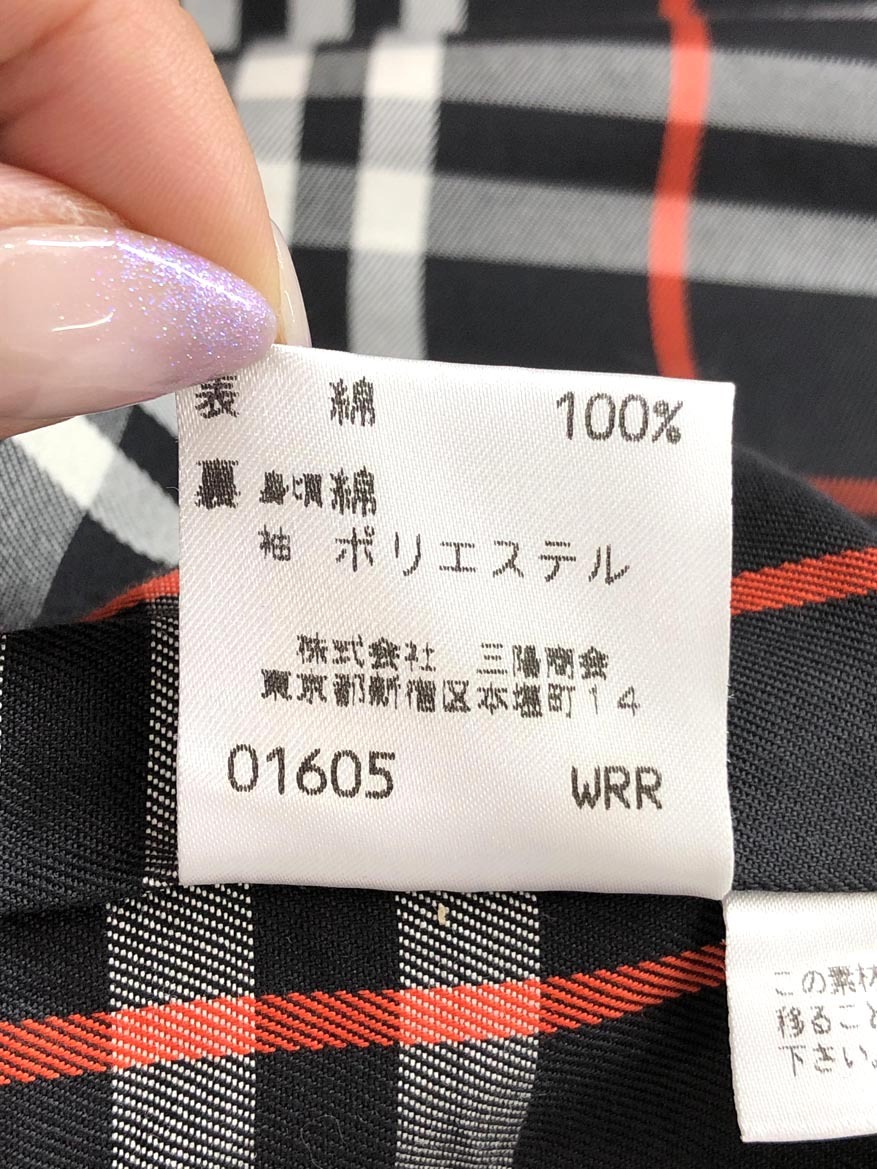 表 綿 100%
裏 身頃 綿
袖 ポリエステル
株式会社 三陽商会
東京都新宿区本塩町14
01605 WRR
この素材
移ること
下さい。